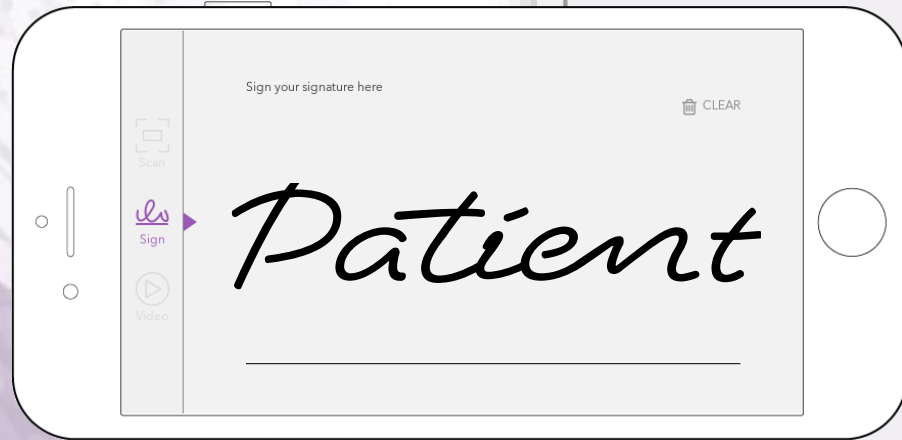 Sign your signature here
CLEAR
Scan
Sign
Video
Patient